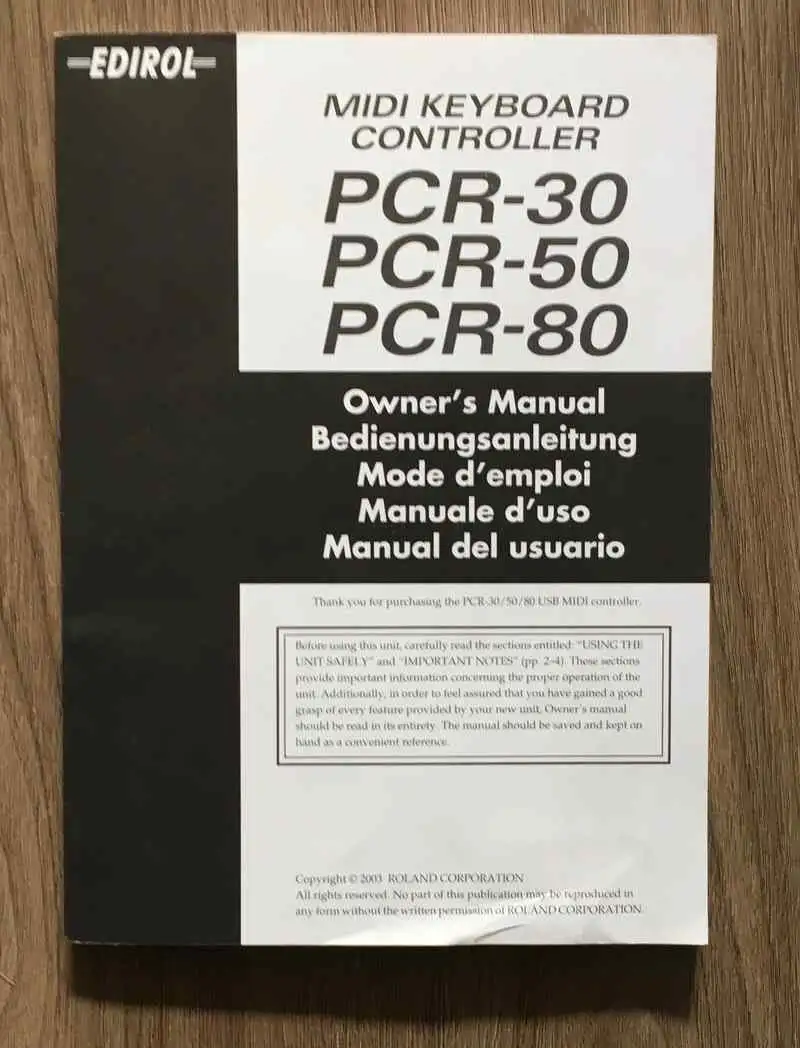 EDIROL
MIDI KEYBOARD
CONTROLLER
PCR-30
PCR-50
PCR-80
Owner's Manual
Bedienungsanleitung
Mode d'emploi
Manuale d'uso
Manual del usuario
Thank you for purchasing the PCR-30/50/80 USB MIDI controller.
Before using this unit, carefully read the sections entitled: "USING THE
UNIT SAFELY" and "IMPORTANT NOTES" (pp. 2–4). These sections
provide important information concerning the proper operation of the
unit. Additionally, in order to feel assured that you have gained a good
grasp of every feature provided by your new unit, Owner's manual
should be read in its entirety. The manual should be saved and kept on
hand as a convenient reference.
Copyright © 2003 ROLAND CORPORATION
All rights reserved. No part of this publication may be reproduced in
any form without the written permission of ROLAND CORPORATION.